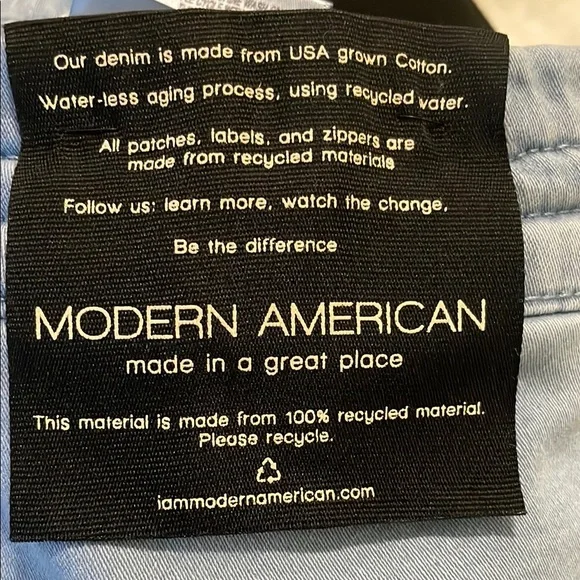 Our denim is made from USA grown Cotton.
Water-less aging process, using recycled water.
All patches, labels, and zippers are
made from recycled materials
Follow us: learn more, watch the change,
Be the difference
MODERN AMERICAN
made in a great place
This material is made from 100% recycled material.
Please recycle.
iammodernamerican.com